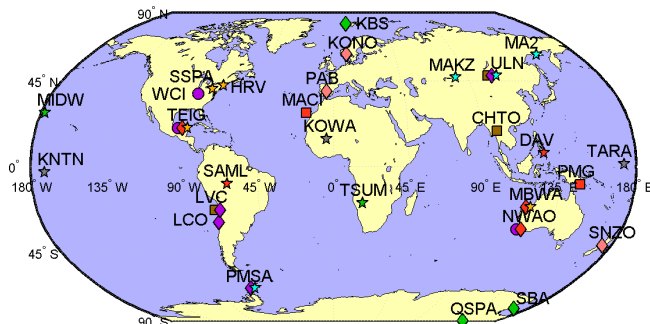 90°N
KBS
KONO
MA2
MAKZ
ULN
SSPA
HRV
WCI
PAB
45°N
MIDW
MACI
TEIG
KOWA
CHTO
DAV
TARA
KNTN
0°
180°W
135°W
90°W
45°W
0°
45°E
90°E
135°E
180°E
SAML
TSUM
PMG
LVC
MBWA
LCO
NWAO
SNZO
45°S
PMSA
SBA
QSPA
90°S